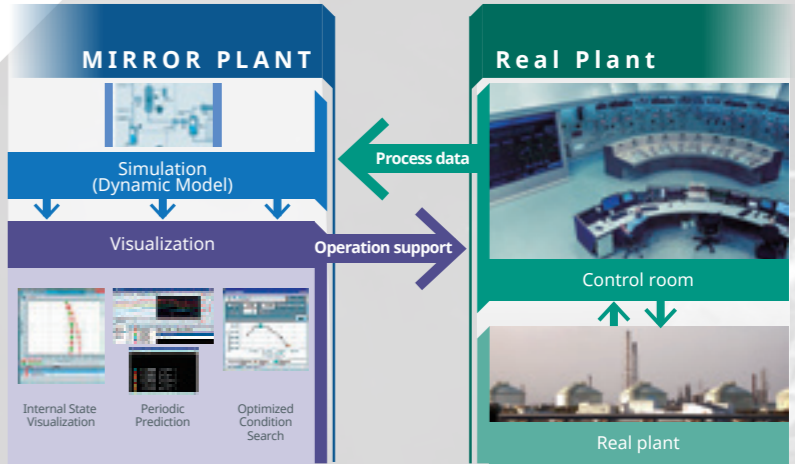 MIRROR PLANT
Real Plant
Simulation
(Dynamic Model)
Process data
Visualization
Operation support
Control room
Internal State
Visualization
Periodic
Prediction
Optimized
Condition
Search
Real plant